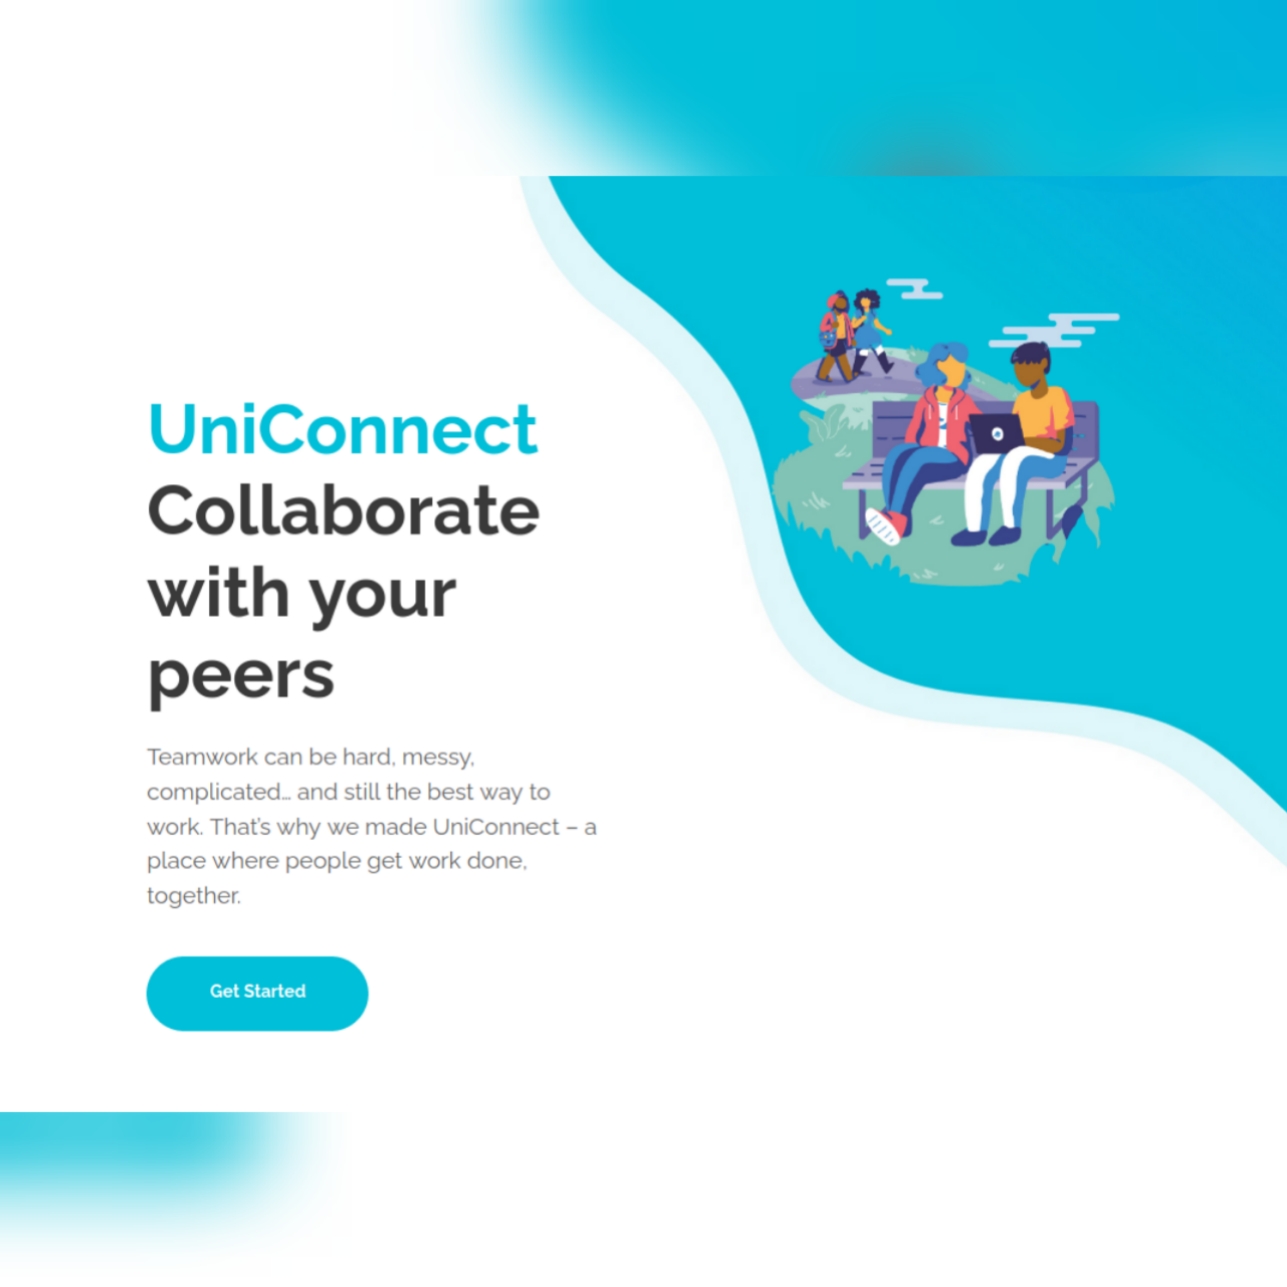 UniConnect
Collaborate
with your
peers
Teamwork can be hard, messy,
complicated… and still the best way to
work. That's why we made UniConnect – a
place where people get work done,
together.
Get Started